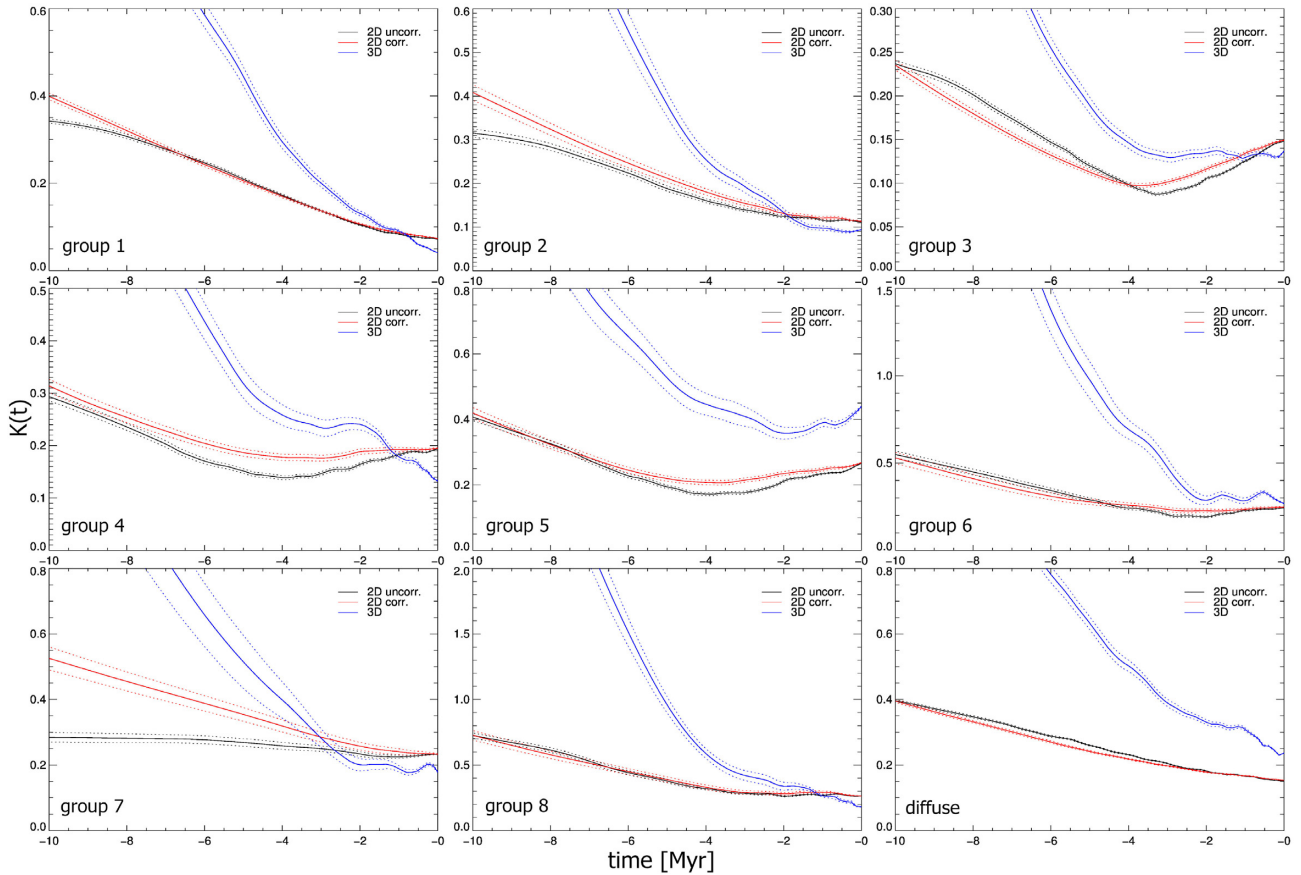 0.6
2D uncorr.
2D corr.
3D
0.4
0.2
group 1
0.0
−10 −8 −6 −4 −2 −0
0.6
2D uncorr.
2D corr.
3D
0.5
0.4
0.3
0.2
0.1
group 2
0.0
−10 −8 −6 −4 −2 −0
0.30
2D uncorr.
2D corr.
3D
0.25
0.20
0.15
0.10
0.05
group 3
0.00
−10 −8 −6 −4 −2 −0
K(t)
0.5
2D uncorr.
2D corr.
3D
0.4
0.3
0.2
0.1
group 4
0.0
−10 −8 −6 −4 −2 −0
0.8
2D uncorr.
2D corr.
3D
0.6
0.4
0.2
group 5
0.0
−10 −8 −6 −4 −2 −0
1.5
2D uncorr.
2D corr.
3D
1.0
0.5
group 6
0.0
−10 −8 −6 −4 −2 −0
0.8
2D uncorr.
2D corr.
3D
0.6
0.4
0.2
group 7
0.0
−10 −8 −6 −4 −2 −0
2.0
2D uncorr.
2D corr.
3D
1.5
1.0
0.5
group 8
0.0
−10 −8 −6 −4 −2 −0
0.8
2D uncorr.
2D corr.
3D
0.6
0.4
0.2
diffuse
0.0
−10 −8 −6 −4 −2 −0
time [Myr]